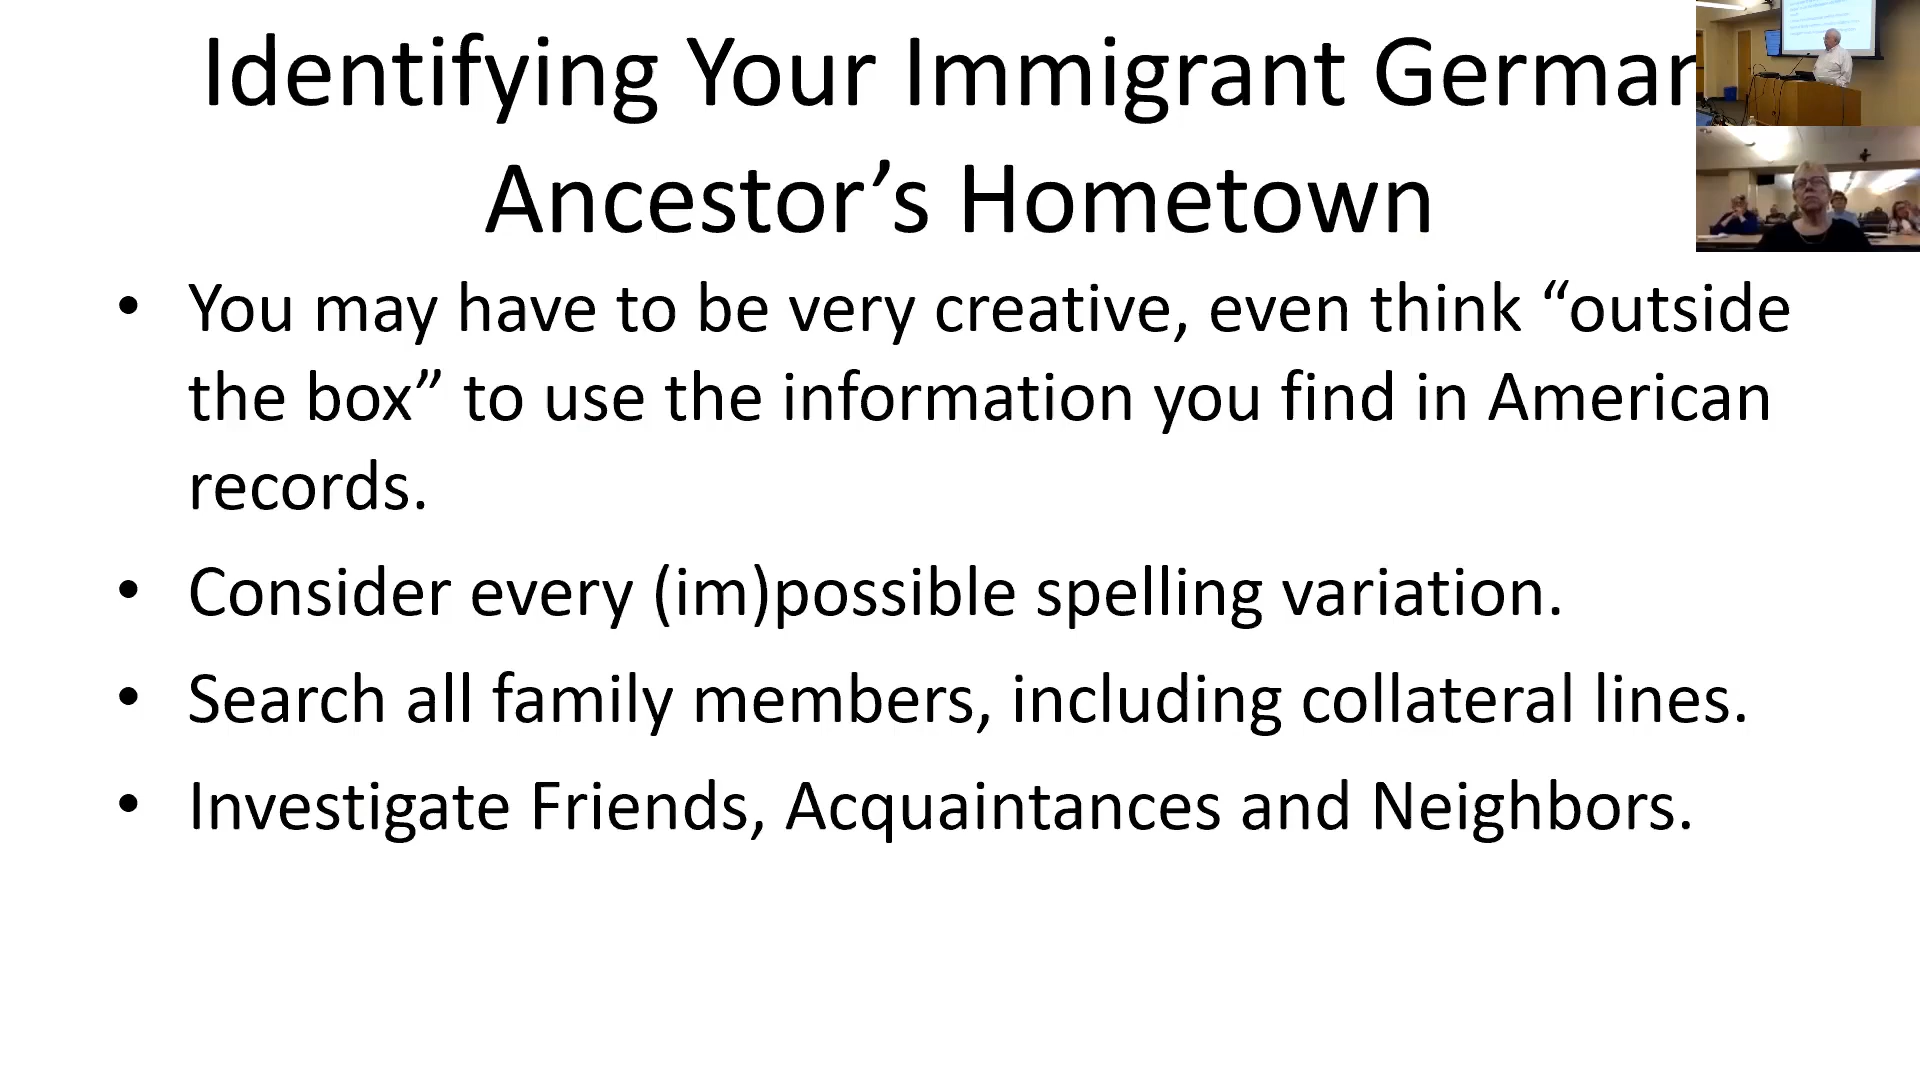 Identifying Your Immigrant German
Ancestor’s Hometown
• You may have to be very creative, even think “outside
the box” to use the information you find in American
records.
• Consider every (im)possible spelling variation.
• Search all family members, including collateral lines.
• Investigate Friends, Acquaintances and Neighbors.